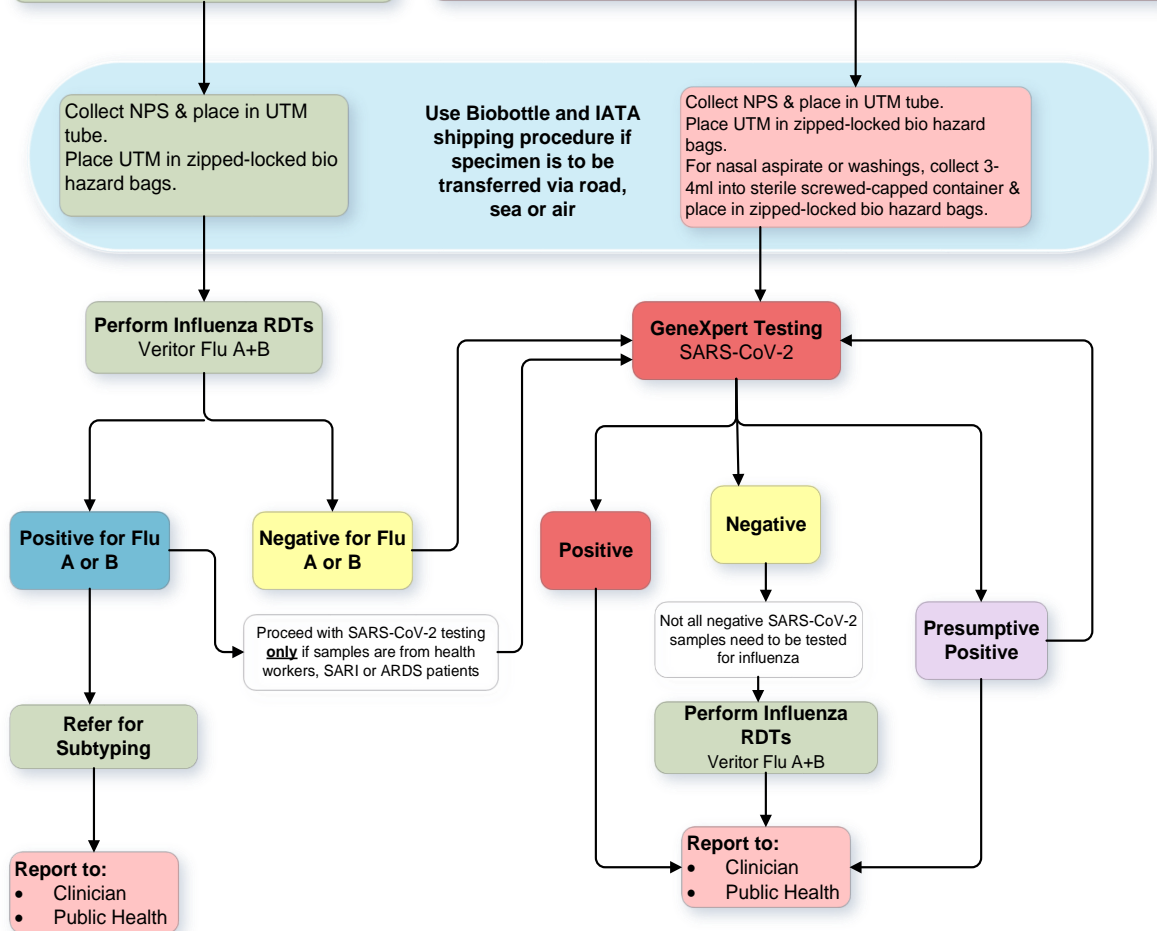 Collect NPS & place in UTM
tube.
Place UTM in zipped-locked bio
hazard bags.
Use Biobottle and IATA
shipping procedure if
specimen is to be
transferred via road,
sea or air
Collect NPS & place in UTM tube.
Place UTM in zipped-locked bio hazard
bags.
For nasal aspirate or washings, collect 3-
4ml into sterile screwed-capped container &
place in zipped-locked bio hazard bags.
Perform Influenza RDTs
Veritor Flu A+B
GeneXpert Testing
SARS-CoV-2
Positive for Flu
A or B
Negative for Flu
A or B
Positive
Negative
Proceed with SARS-CoV-2 testing
only if samples are from health
workers, SARI or ARDS patients
Not all negative SARS-CoV-2
samples need to be tested
for influenza
Presumptive
Positive
Refer for
Subtyping
Perform Influenza
RDTs
Veritor Flu A+B
Report to:
• Clinician
• Public Health
Report to:
• Clinician
• Public Health